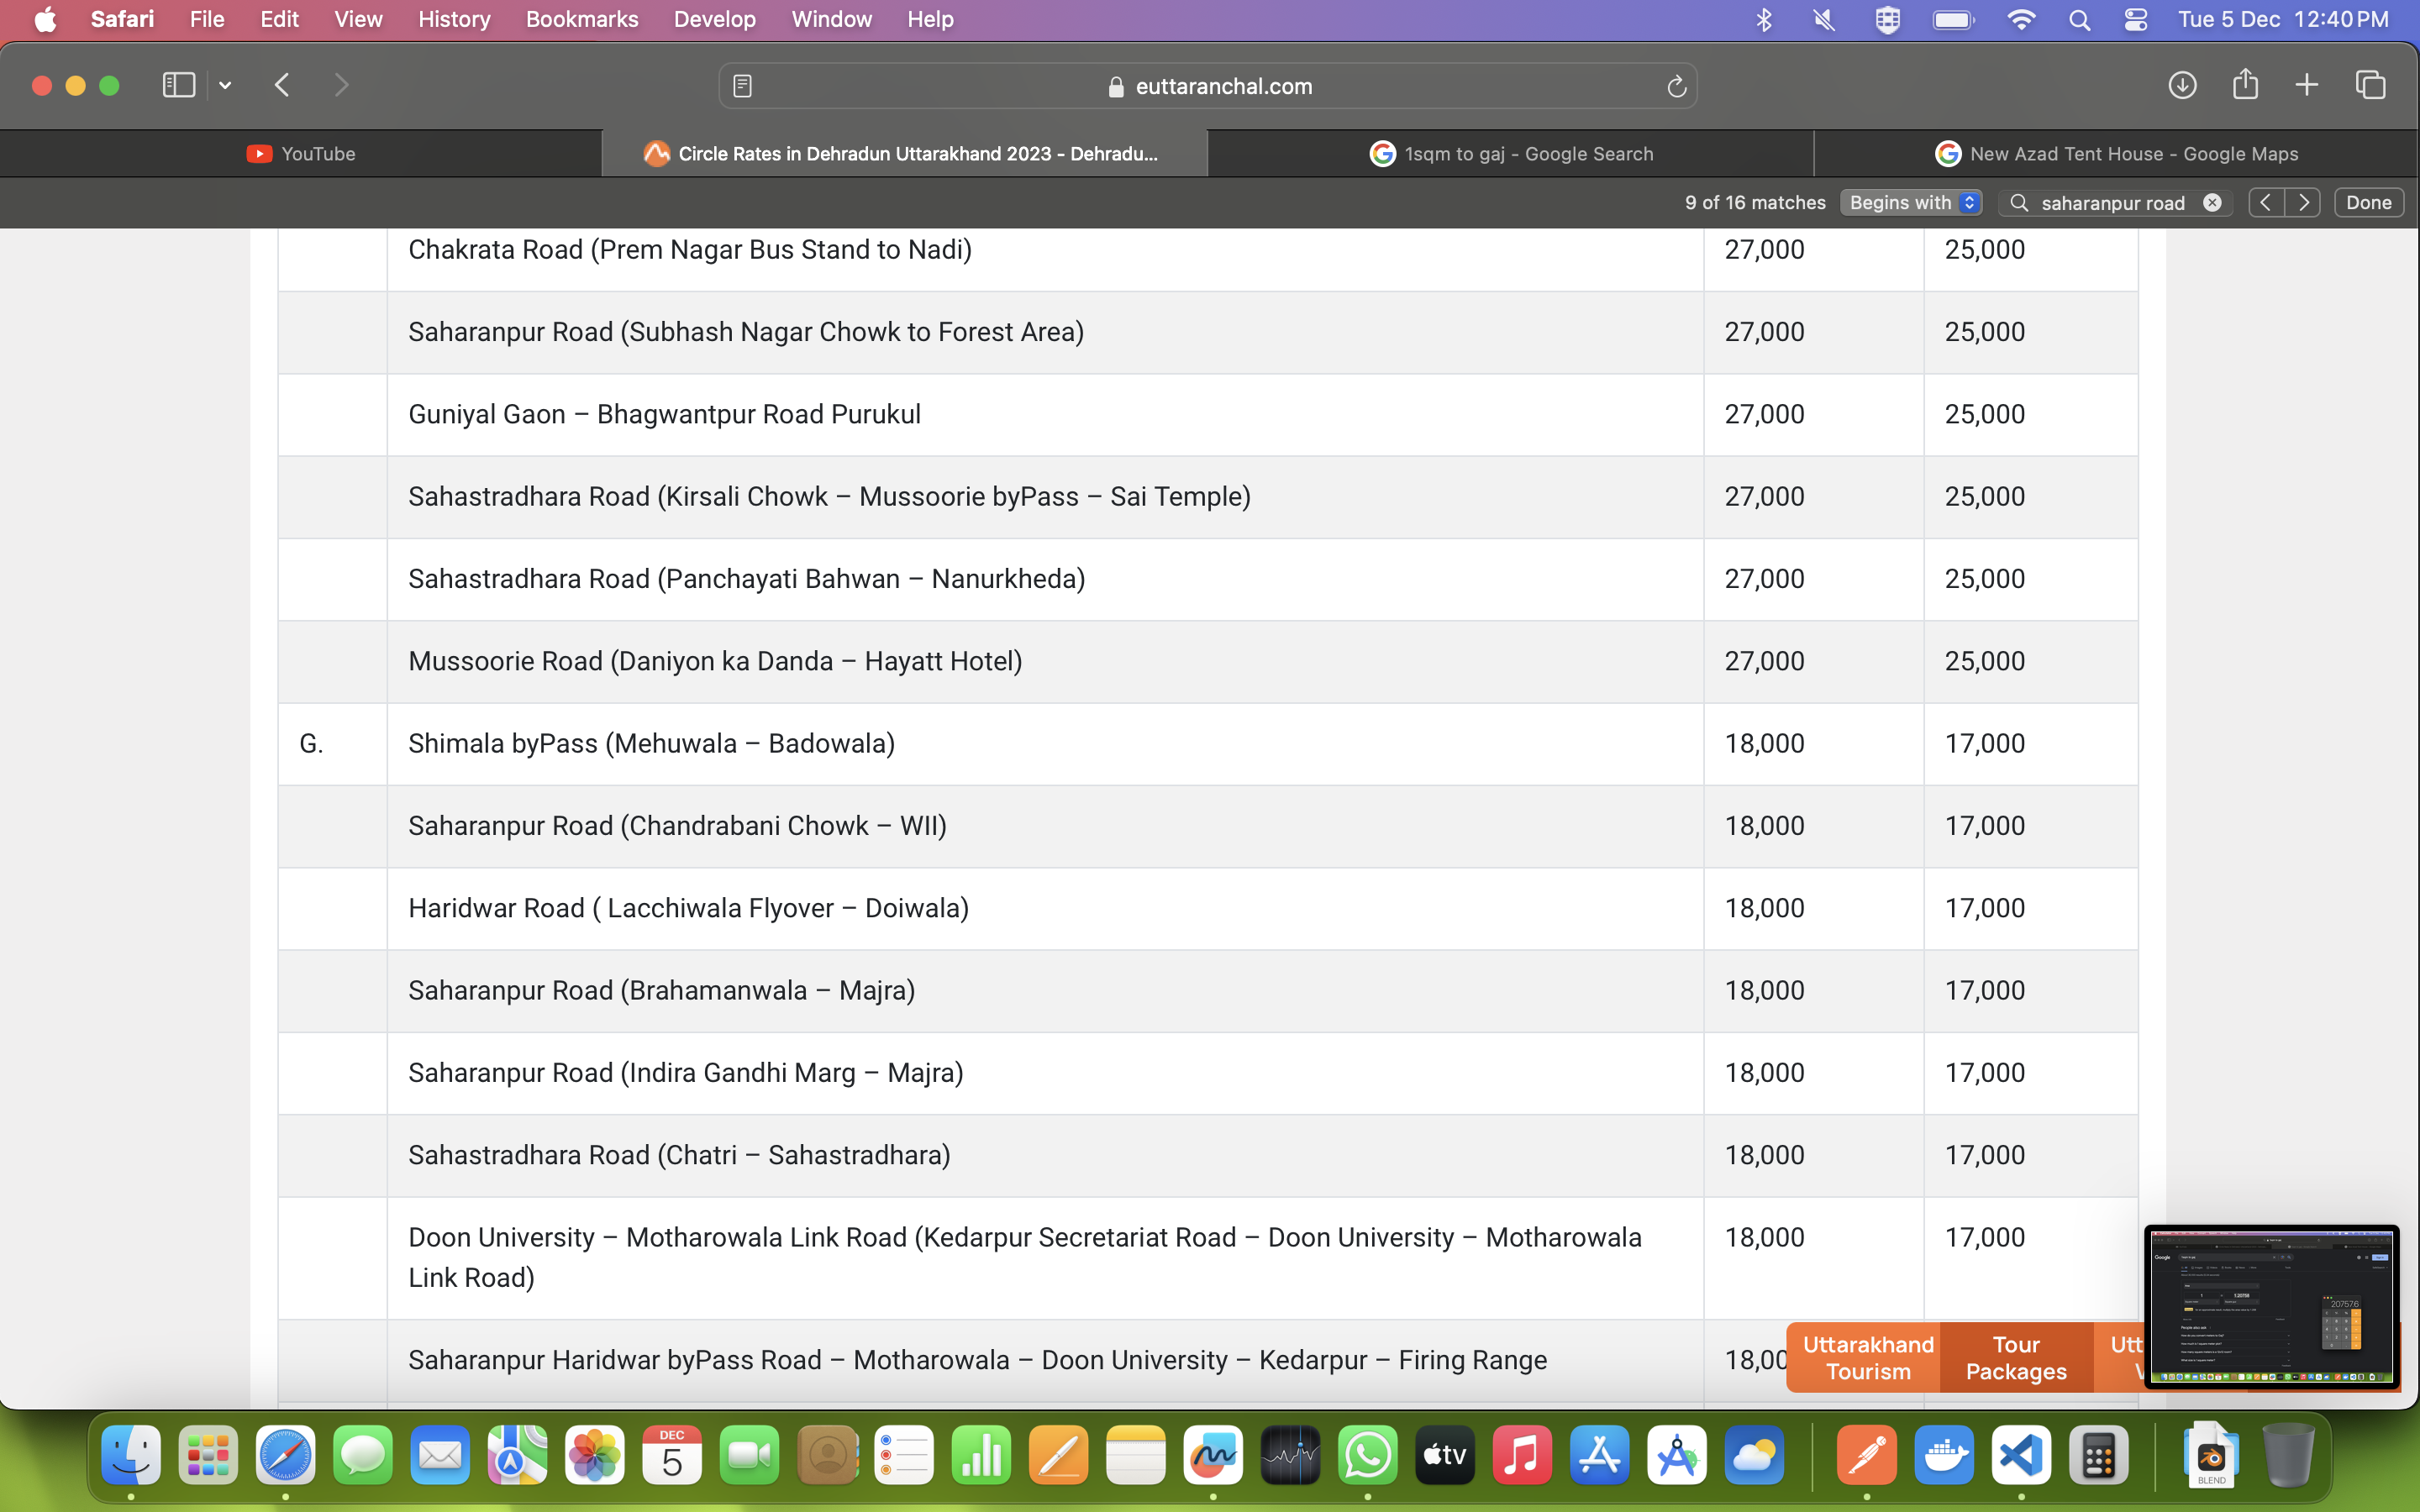 Safari File Edit View History Bookmarks Develop Window Help Tue 5 Dec 12:40 PM
euttaranchal.com
YouTube Circle Rates in Dehradun Uttarakhand 2023 - Dehradu... 1sqm to gaj - Google Search New Azad Tent House - Google Maps
9 of 16 matches Begins with saharanpur road Done
Chakrata Road (Prem Nagar Bus Stand to Nadi) 27,000 25,000
Saharanpur Road (Subhash Nagar Chowk to Forest Area) 27,000 25,000
Guniyal Gaon – Bhagwantpur Road Purukul 27,000 25,000
Sahastradhara Road (Kirsali Chowk – Mussoorie byPass – Sai Temple) 27,000 25,000
Sahastradhara Road (Panchayati Bahwan – Nanurkheda) 27,000 25,000
Mussoorie Road (Daniyon ka Danda – Hayatt Hotel) 27,000 25,000
G. Shimala byPass (Mehuwala – Badowala) 18,000 17,000
Saharanpur Road (Chandrabani Chowk – WII) 18,000 17,000
Haridwar Road ( Lacchiwala Flyover – Doiwala) 18,000 17,000
Saharanpur Road (Brahamanwala – Majra) 18,000 17,000
Saharanpur Road (Indira Gandhi Marg – Majra) 18,000 17,000
Sahastradhara Road (Chatri – Sahastradhara) 18,000 17,000
Doon University – Motharowala Link Road (Kedarpur Secretariat Road – Doon University – Motharowala 18,000 17,000
Link Road)
Saharanpur Haridwar byPass Road – Motharowala – Doon University – Kedarpur – Firing Range 18,00
Uttarakhand Tour Utt
Tourism Packages
Google
207576
DEC
5
tv
BLEND